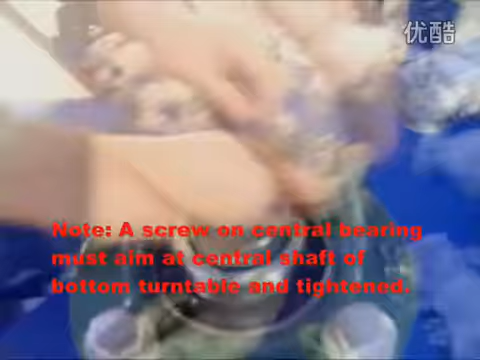 优酷
Note: A screw on central bearing
must aim at central shaft of
bottom turntable and tightened.